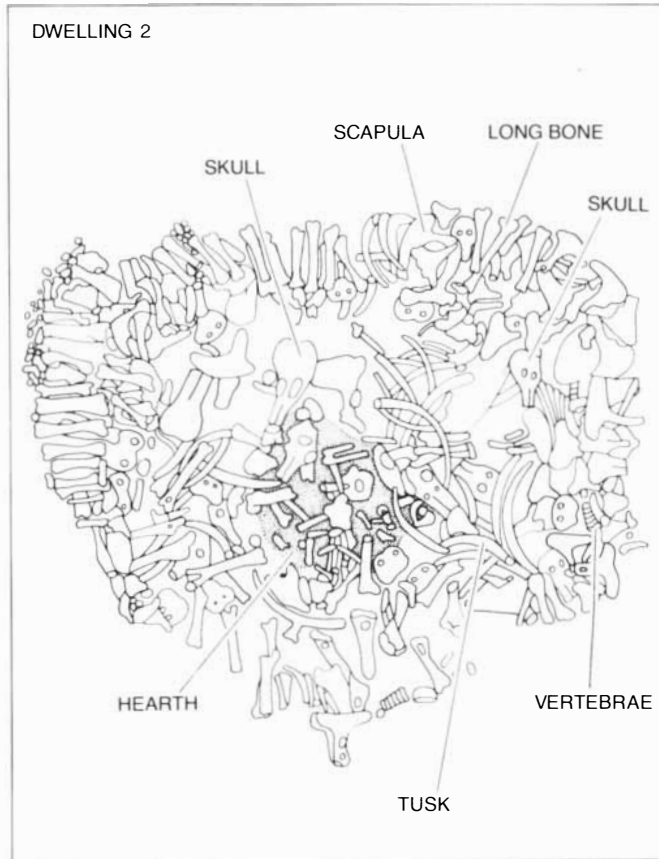 DWELLING 2
SCAPULA
LONG BONE
SKULL
SKULL
HEARTH
VERTEBRAE
TUSK